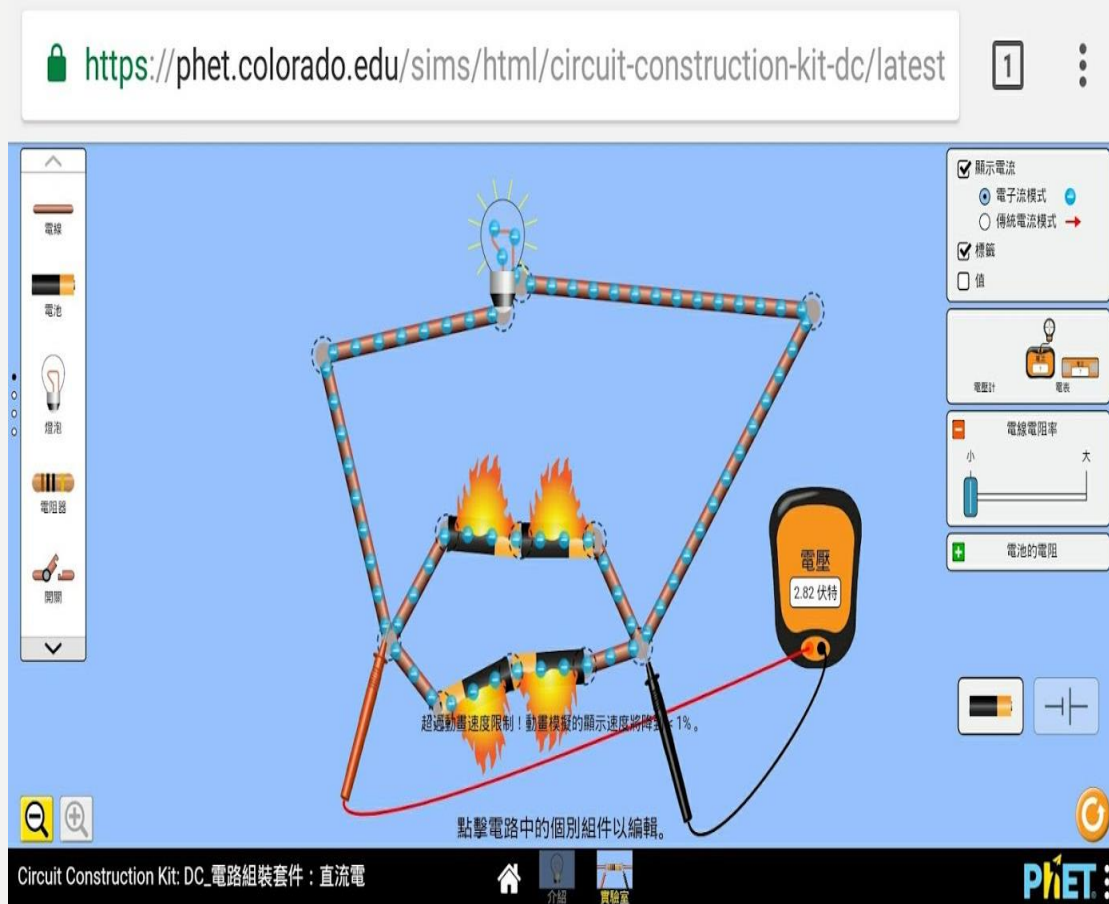 https://phet.colorado.edu/sims/html/circuit-construction-kit-dc/latest
1
電線
電池
燈泡
電阻器
開關
顯示電流
電子流模式
傳統電流模式
標籤
值
電壓計
電表
電線電阻率
小
大
電池的電阻
電壓
2.82 伏特
點擊電路中的個別組件以編輯。
Circuit Construction Kit: DC_電路組裝套件：直流電
介紹
實驗室
PhET